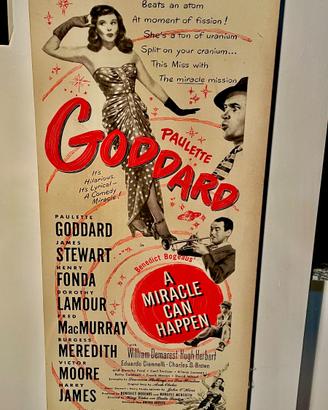 Beats an atom
At moment of fission!
She's a ton of uranium
Split on your cranium...
This Miss with
The miracle mission
PAULETTE
GODDARD
It's
Hilarious
It's Lyrical—
A Comedy
Miracle!
PAULETTE
GODDARD
JAMES
STEWART
HENRY
FONDA
DOROTHY
LAMOUR
FRED
MacMURRAY
BURGESS
MEREDITH
VICTOR
MOORE
HARRY
JAMES
Benedict Bogeaus'
A
MIRACLE
CAN
HAPPEN
with
William Demarest · Hugh Herbert
Eduardo Ciannelli · Charles D. Brown